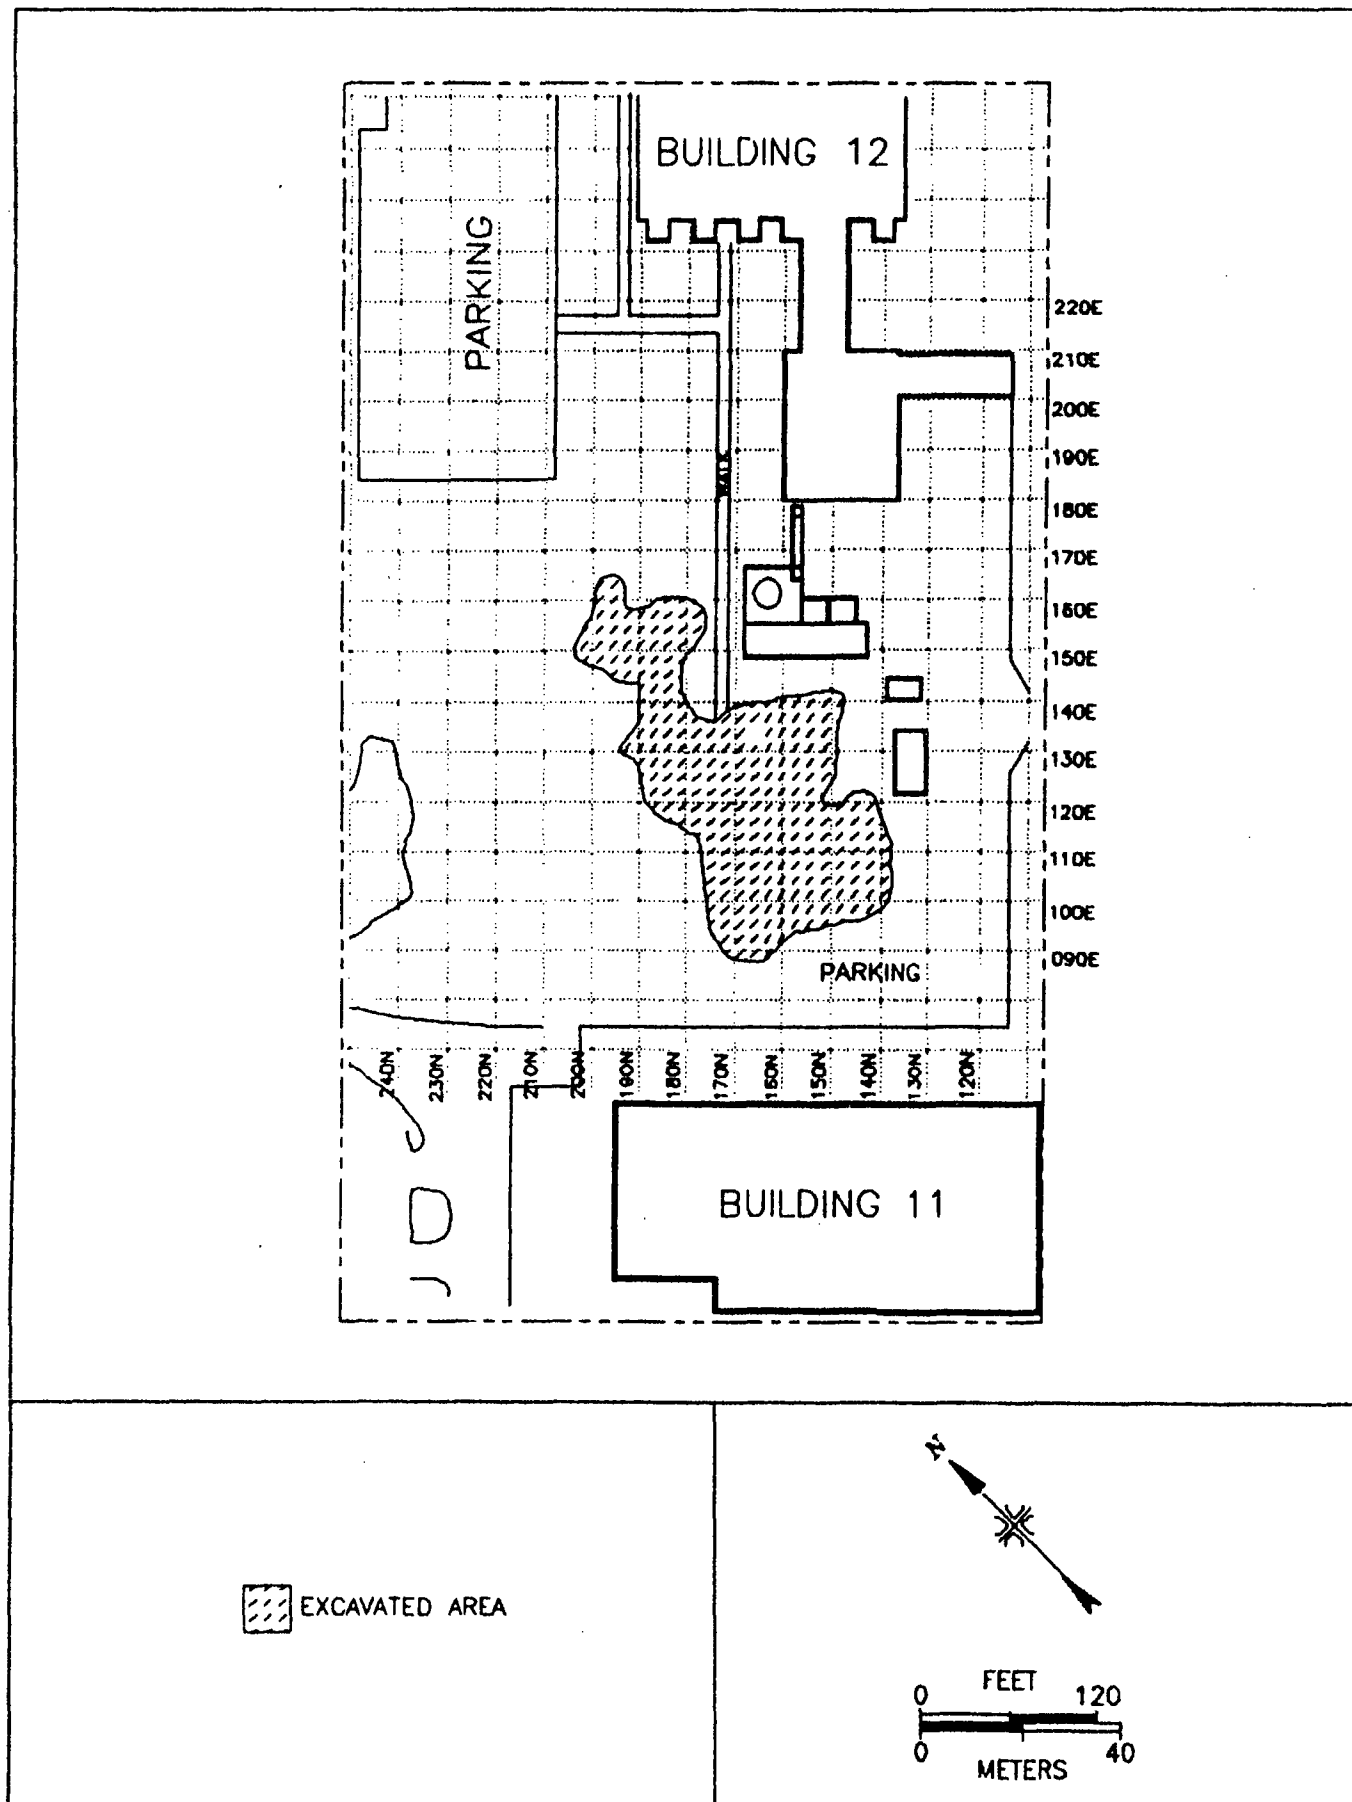 BUILDING 12
PARKING
220E
210E
200E
190E
WALK
180E
170E
160E
150E
140E
130E
120E
110E
100E
090E
PARKING
240N
230N
220N
210N
200N
190N
180N
170N
160N
150N
140N
130N
120N
BUILDING 11
N
EXCAVATED AREA
FEET
0 120
0 40
METERS